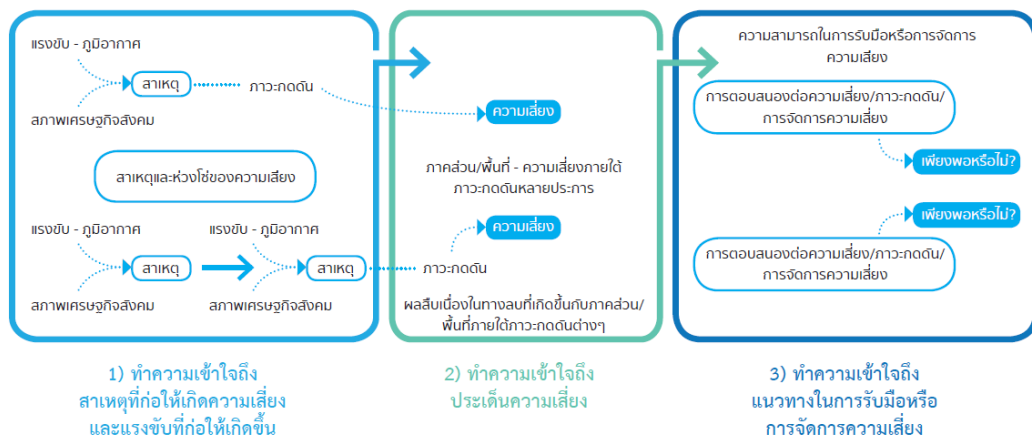 แรงขับ - ภูมิอากาศ
สาเหตุ
ภาวะกดดัน
สภาพเศรษฐกิจสังคม
สาเหตุและห่วงโซ่ของความเสียง
แรงขับ - ภูมิอากาศ
แรงขับ - ภูมิอากาศ
สาเหตุ
สาเหตุ
สภาพเศรษฐกิจสังคม
สภาพเศรษฐกิจสังคม
ความเสี่ยง
ภาคส่วน/พื้นที่ - ความเสี่ยงภายใต้
ภาวะกดดันหลายประการ
ความเสี่ยง
ภาวะกดดัน
ผลสืบเนื่องในทางลบที่เกิดขึ้นกับภาคส่วน/
พื้นที่ภายใต้ภาวะกดดันต่างๆ
ความสามารถในการรับมือหรือการจัดการ
ความเสี่ยง
การตอบสนองต่อความเสี่ยง/ภาวะกดดัน/
การจัดการความเสี่ยง
เพียงพอหรือไม่?
เพียงพอหรือไม่?
การตอบสนองต่อความเสี่ยง/ภาวะกดดัน/
การจัดการความเสี่ยง
1) ทำความเข้าใจถึง
สาเหตุที่ก่อให้เกิดความเสี่ยง
และแรงขับที่ก่อให้เกิดขึ้น
2) ทำความเข้าใจถึง
ประเด็นความเสี่ยง
3) ทำความเข้าใจถึง
แนวทางในการรับมือหรือ
การจัดการความเสี่ยง